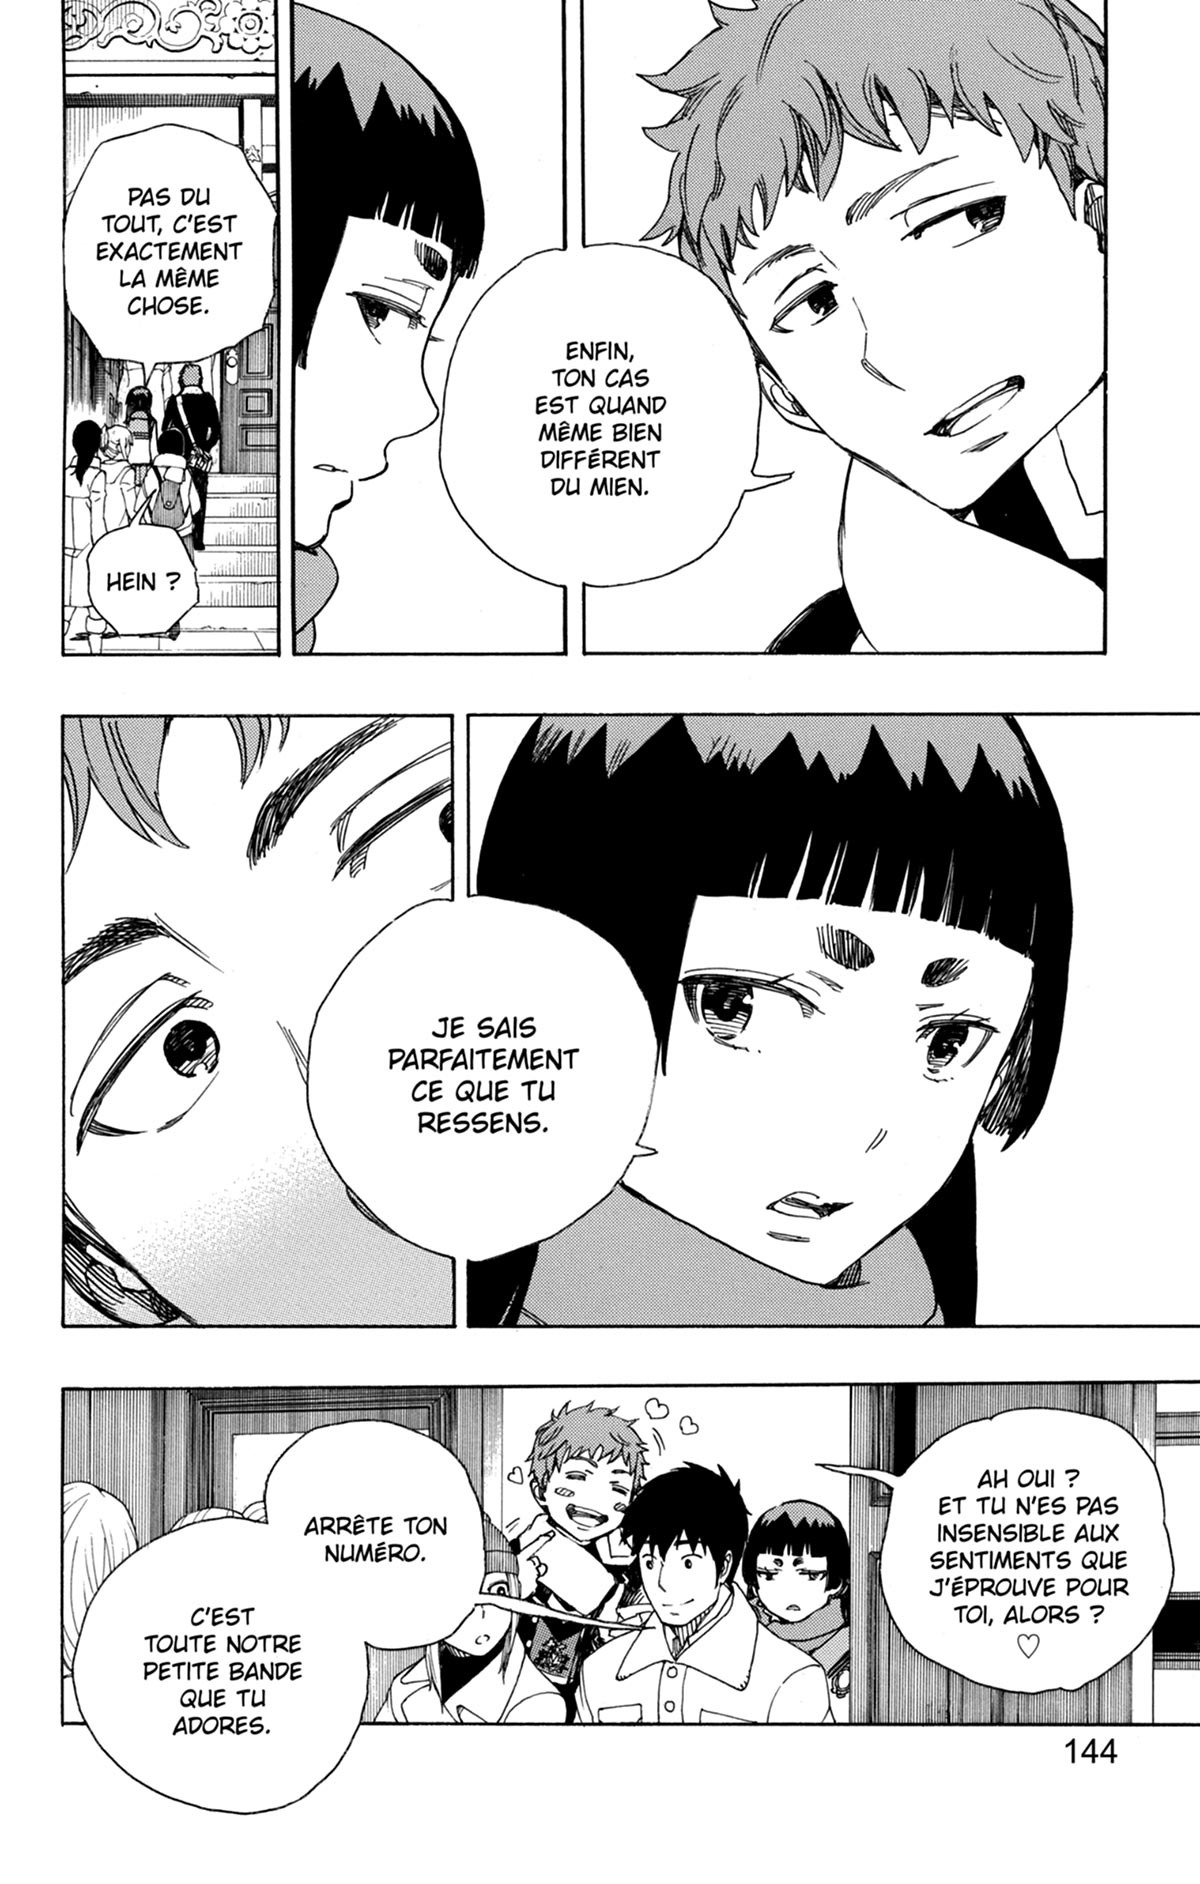 ENFIN,
TON CAS
EST QUAND
MÊME BIEN
DIFFÉRENT
DU MIEN.
PAS DU
TOUT, C'EST
EXACTEMENT
LA MÊME
CHOSE.
HEIN ?
JE SAIS
PARFAITEMENT
CE QUE TU
RESSENS.
AH OUI ?
ET TU N'ES PAS
INSENSIBLE AUX
SENTIMENTS QUE
J'ÉPROUVE POUR
TOI, ALORS ?
♡
ARRÊTE TON
NUMÉRO.
C'EST
TOUTE NOTRE
PETITE BANDE
QUE TU
ADORES.
144